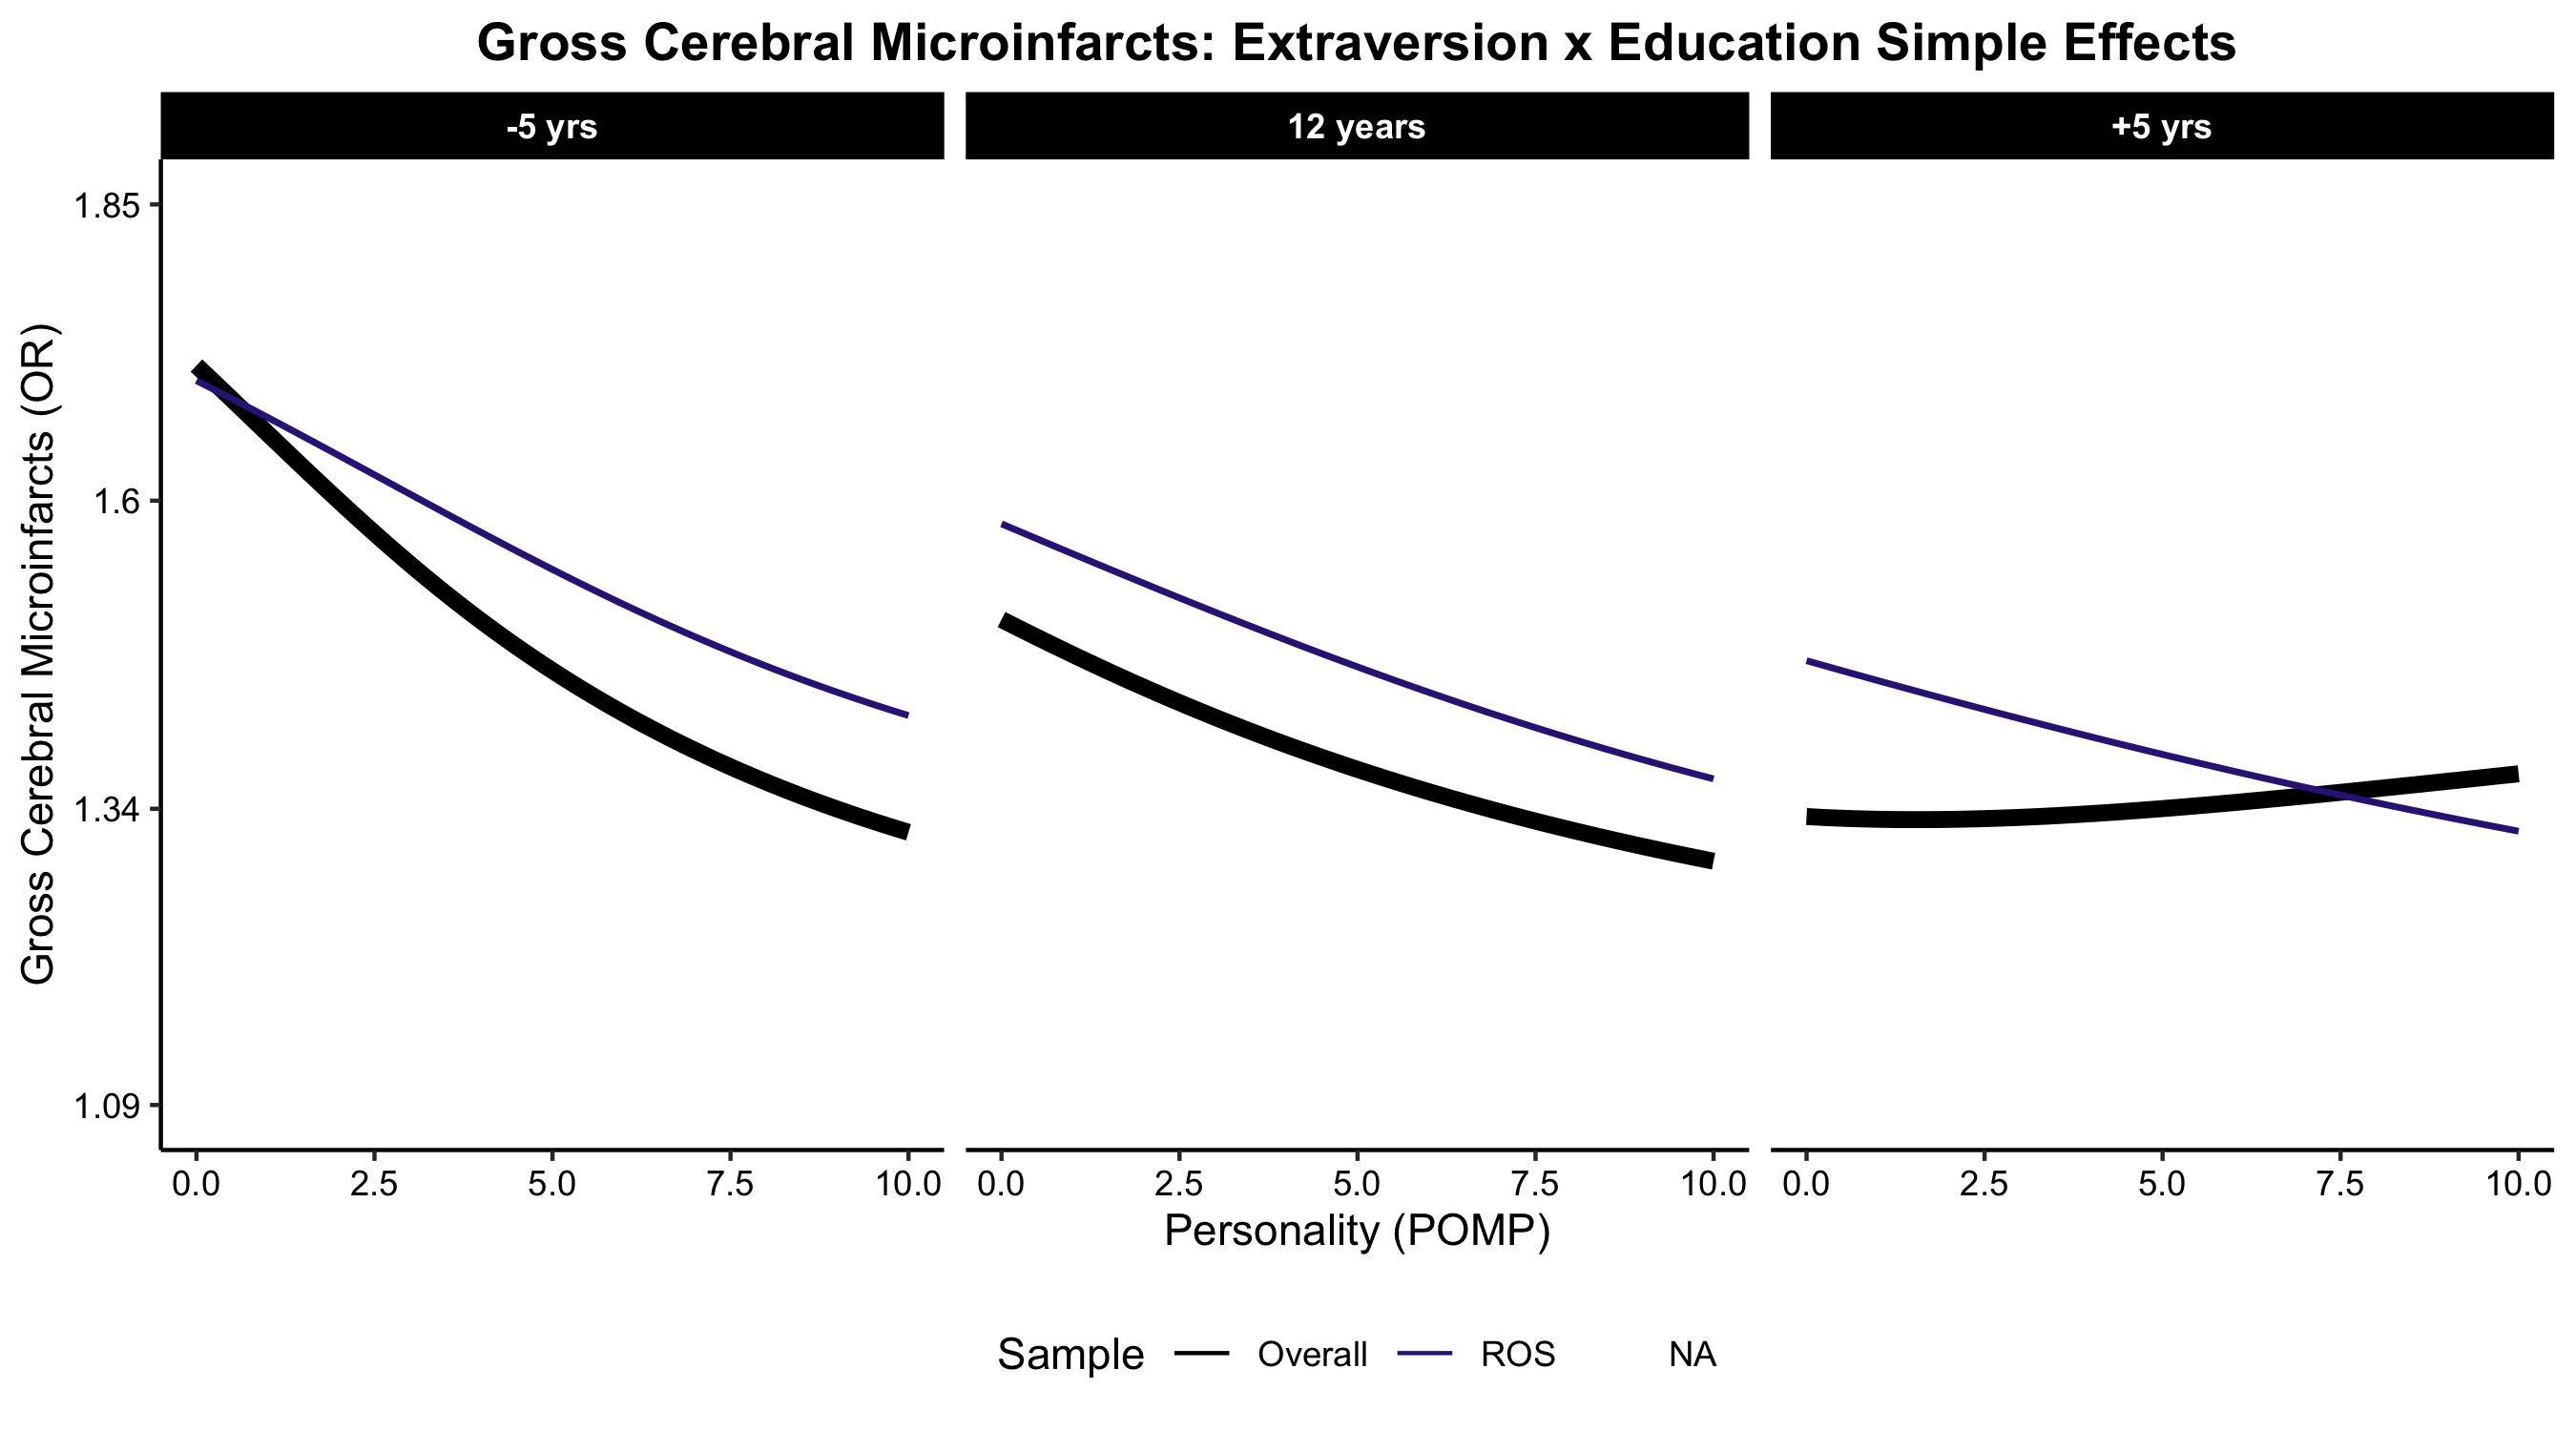 Gross Cerebral Microinfarcts: Extraversion x Education Simple Effects
-5 yrs
12 years
+5 yrs
Gross Cerebral Microinfarcts (OR)
1.85
1.6
1.34
1.09
0.0 2.5 5.0 7.5 10.0
0.0 2.5 5.0 7.5 10.0
0.0 2.5 5.0 7.5 10.0
Personality (POMP)
Sample Overall ROS NA